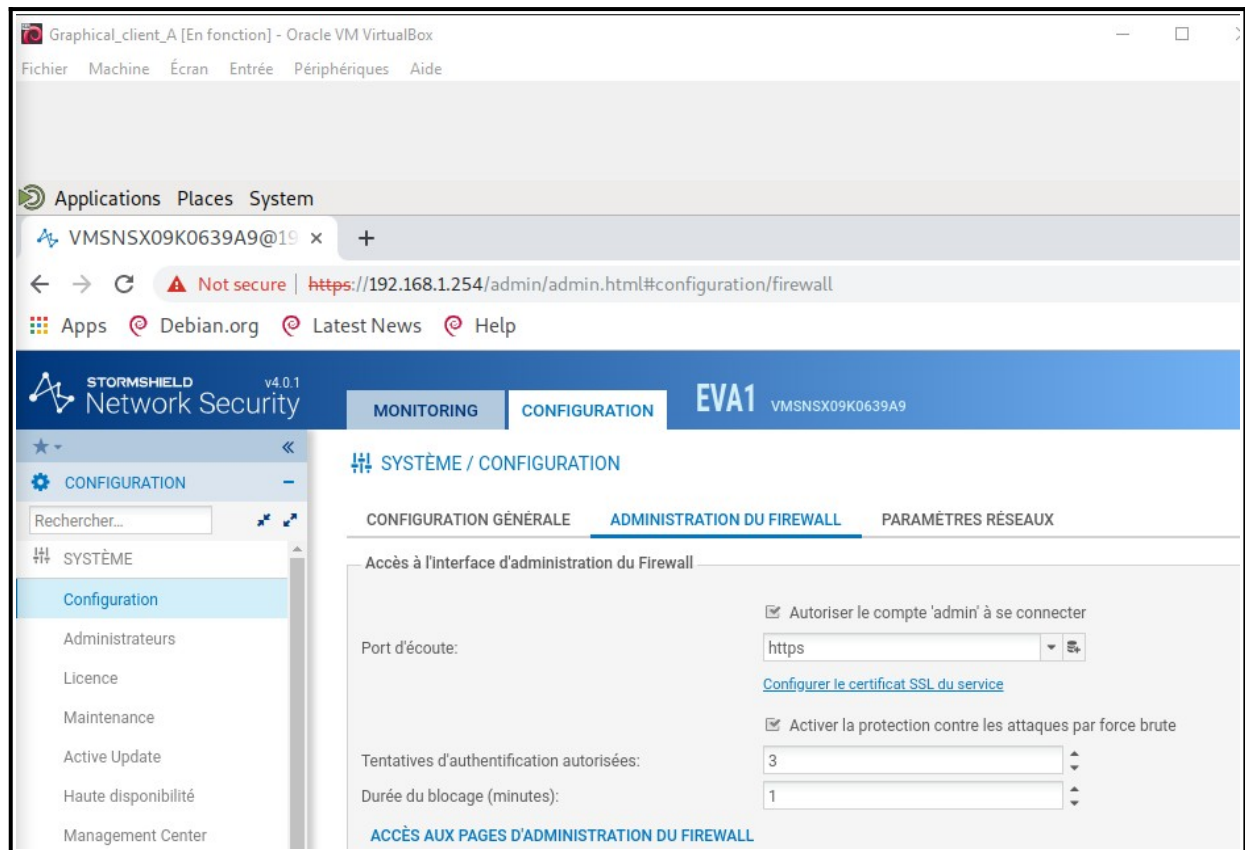 Graphical_client_A [En fonction] - Oracle VM VirtualBox
Fichier Machine Écran Entrée Périphériques Aide
Applications Places System
VMSNSX09K0639A9@19
Not secure | https://192.168.1.254/admin/admin.html#configuration/firewall
Apps Debian.org Latest News Help
STORMSHIELD v4.0.1
Network Security
MONITORING CONFIGURATION EVA1 VMSNSX09K0639A9
CONFIGURATION
Rechercher...
SYSTÈME
Configuration
Administrateurs
Licence
Maintenance
Active Update
Haute disponibilité
Management Center
SYSTÈME / CONFIGURATION
CONFIGURATION GÉNÉRALE ADMINISTRATION DU FIREWALL PARAMÈTRES RÉSEAUX
Accès à l'interface d'administration du Firewall
Autoriser le compte 'admin' à se connecter
Port d'écoute: https
Configurer le certificat SSL du service
Activer la protection contre les attaques par force brute
Tentatives d'authentification autorisées: 3
Durée du blocage (minutes): 1
ACCÈS AUX PAGES D'ADMINISTRATION DU FIREWALL